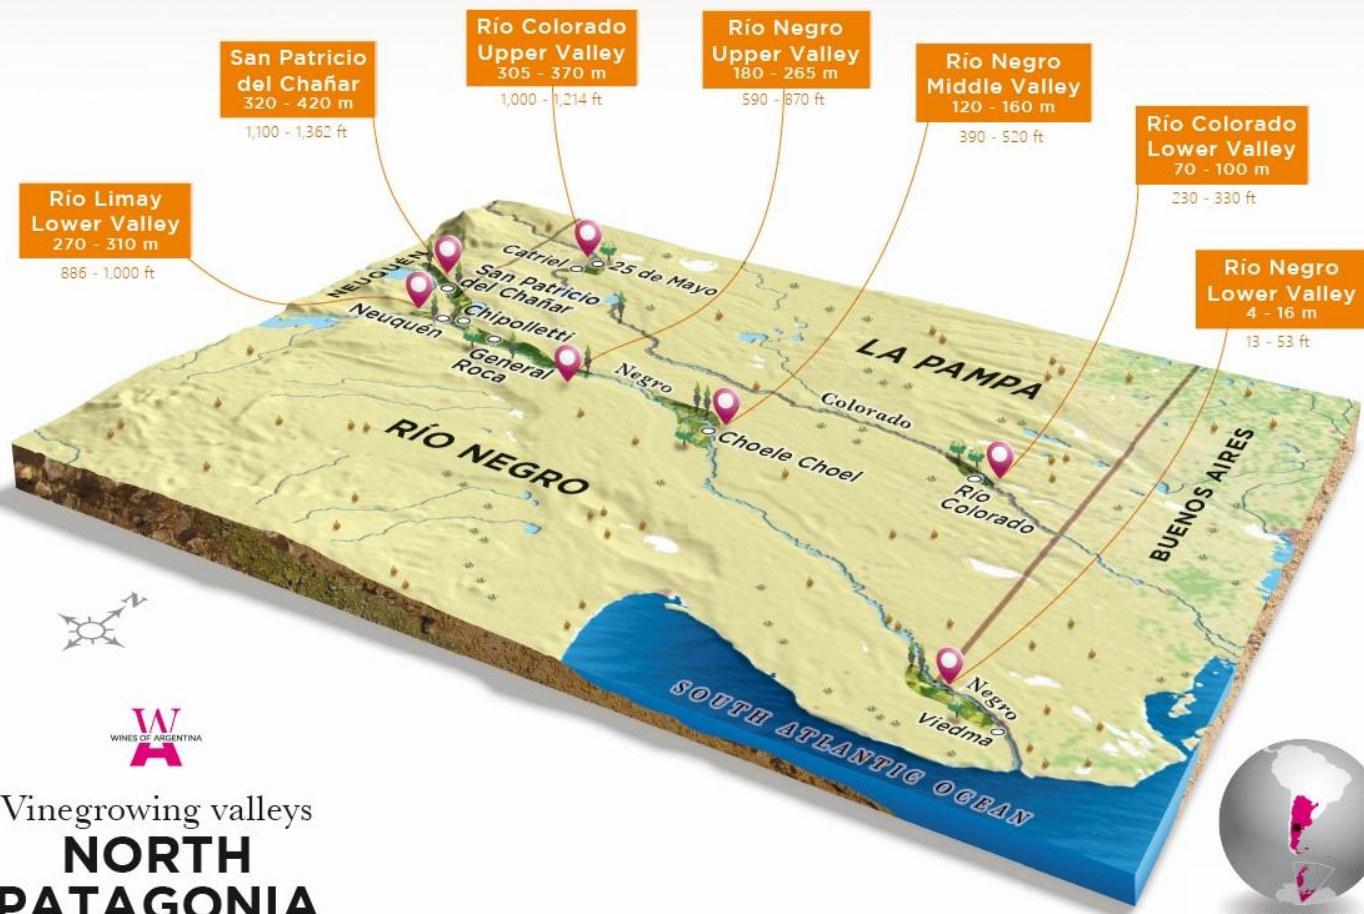 Río Colorado
Upper Valley
305 - 370 m
1,000 - 1,214 ft
Río Negro
Upper Valley
180 - 265 m
590 - 870 ft
San Patricio
del Chañar
320 - 420 m
1,100 - 1,362 ft
Río Negro
Middle Valley
120 - 160 m
390 - 520 ft
Río Colorado
Lower Valley
70 - 100 m
230 - 330 ft
Río Limay
Lower Valley
270 - 310 m
886 - 1,000 ft
Río Negro
Lower Valley
4 - 16 m
13 - 53 ft
NEUQUÉN
Catriel
25 de Mayo
San Patricio
del Chañar
Neuquén
Chipolletti
General
Roca
Negro
LA PAMPA
Colorado
RÍO NEGRO
Choele Choel
Río
Colorado
BUENOS AIRES
N
Negro
Viedma
SOUTH ATLANTIC OCEAN
WA
WINES OF ARGENTINA
Vinegrowing valleys
NORTH
PATAGONIA